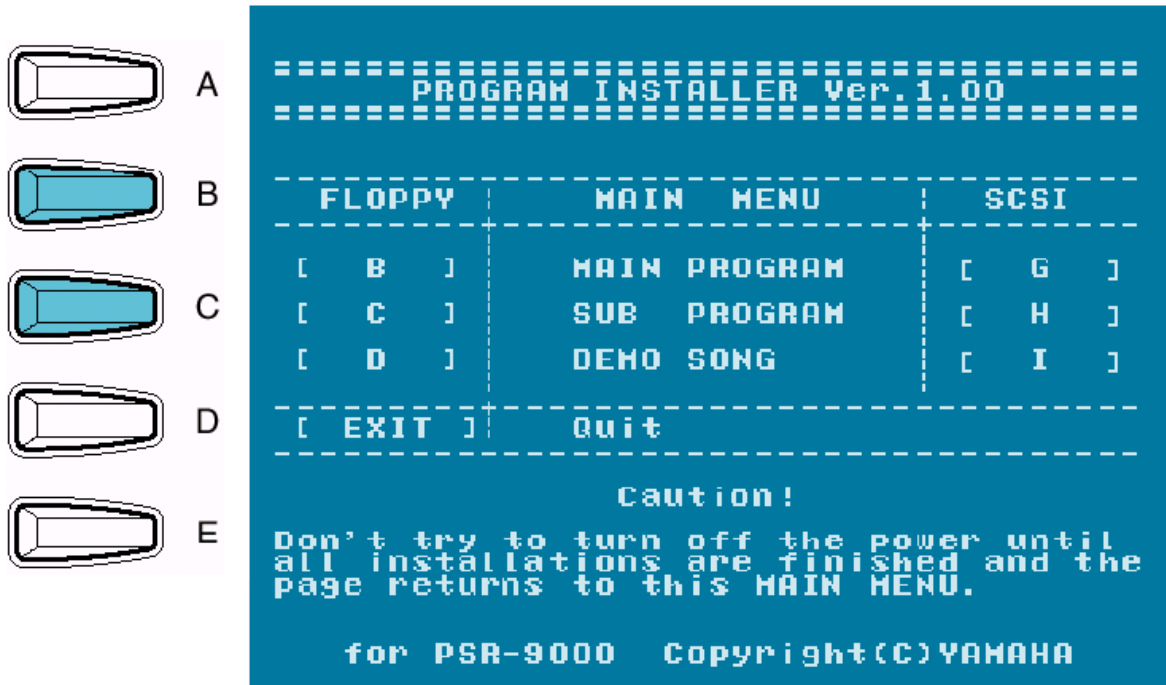 A
B
C
D
E
======================================
PROGRAM INSTALLER Ver.1.00
======================================
--------------------------------------
FLOPPY ¦ MAIN MENU ¦ SCSI
---------+------------------+---------
[ B ] MAIN PROGRAM [ G ]
[ C ] SUB PROGRAM [ H ]
[ D ] DEMO SONG [ I ]
---------+----------------------------
[ EXIT ]¦ Quit
--------------------------------------
Caution!
Don't try to turn off the power until
all installations are finished and the
page returns to this MAIN MENU.
for PSR-9000 Copyright(C)YAMAHA